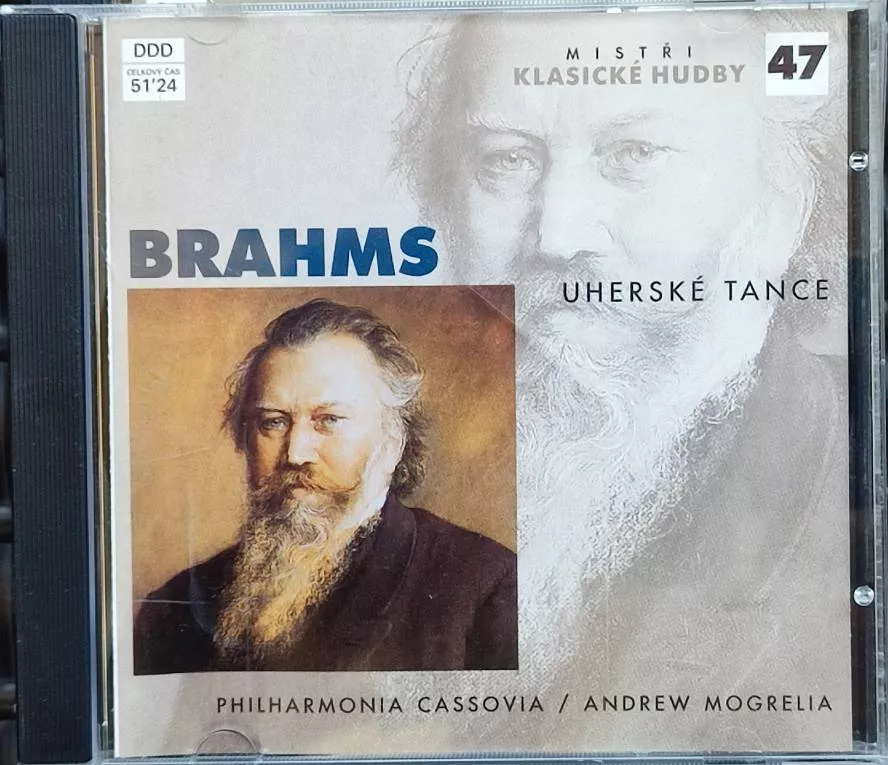 DDD
CELKOVÝ ČAS
51'24
MISTŘI
KLASICKÉ HUDBY
47
BRAHMS
UHERSKÉ TANCE
PHILHARMONIA CASSOVIA / ANDREW MOGRELIA